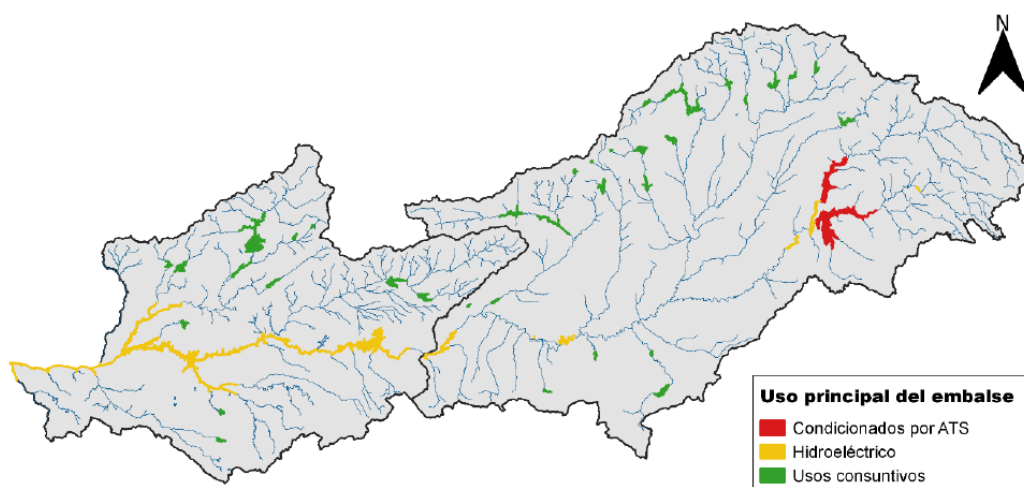 N
Uso principal del embalse
Condicionados por ATS
Hidroeléctrico
Usos consuntivos